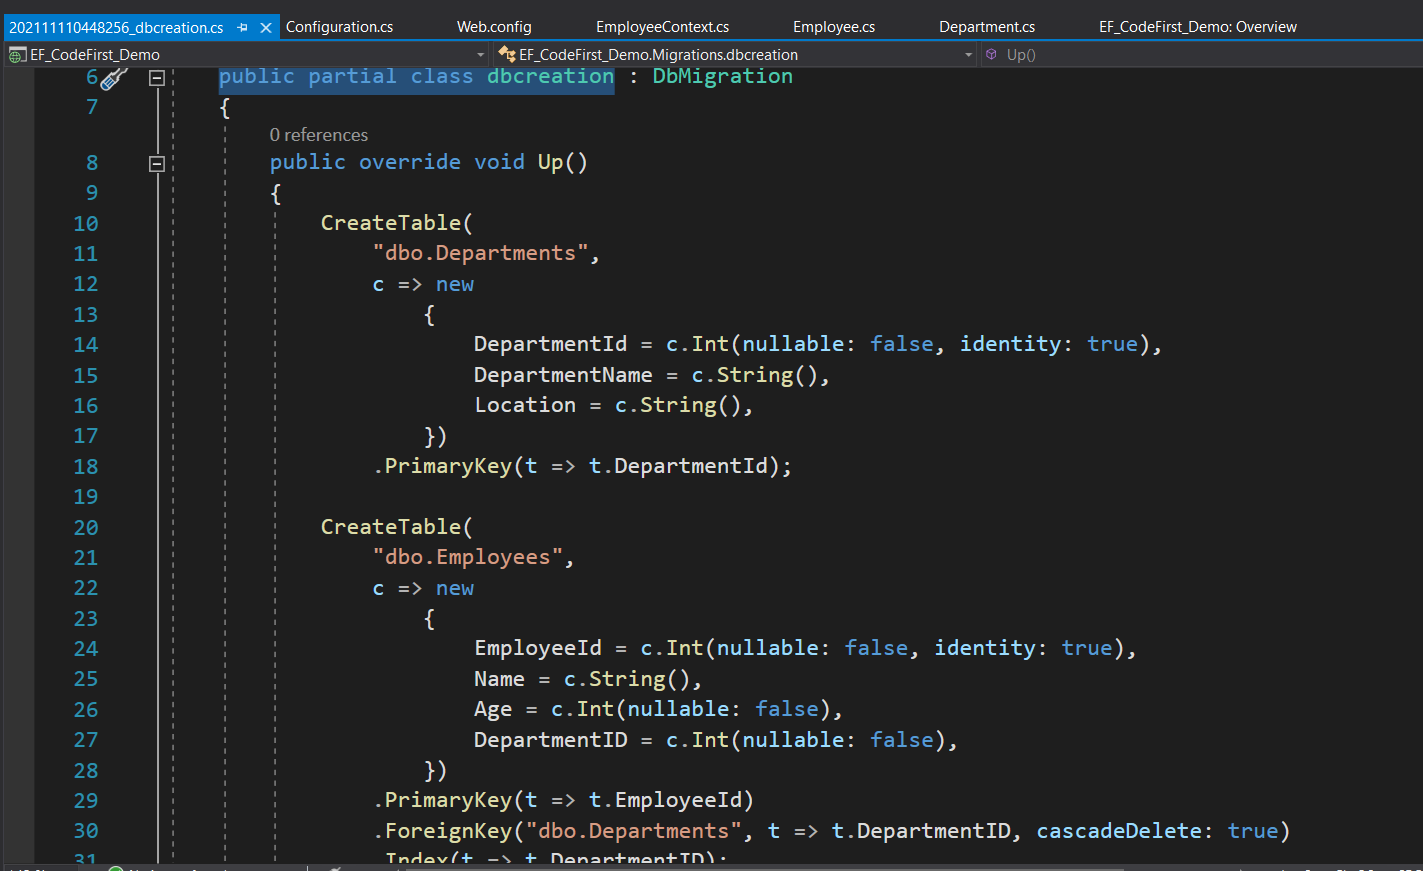 202111110448256_dbcreation.cs Configuration.cs Web.config EmployeeContext.cs Employee.cs Department.cs EF_CodeFirst_Demo: Overview
EF_CodeFirst_Demo EF_CodeFirst_Demo.Migrations.dbcreation Up()
6 public partial class dbcreation : DbMigration
7 {
0 references
8 public override void Up()
9 {
10 CreateTable(
11 "dbo.Departments",
12 c => new
13 {
14 DepartmentId = c.Int(nullable: false, identity: true),
15 DepartmentName = c.String(),
16 Location = c.String(),
17 })
18 .PrimaryKey(t => t.DepartmentId);
19
20 CreateTable(
21 "dbo.Employees",
22 c => new
23 {
24 EmployeeId = c.Int(nullable: false, identity: true),
25 Name = c.String(),
26 Age = c.Int(nullable: false),
27 DepartmentID = c.Int(nullable: false),
28 })
29 .PrimaryKey(t => t.EmployeeId)
30 .ForeignKey("dbo.Departments", t => t.DepartmentID, cascadeDelete: true)
31 .Index(t => t.DepartmentID);